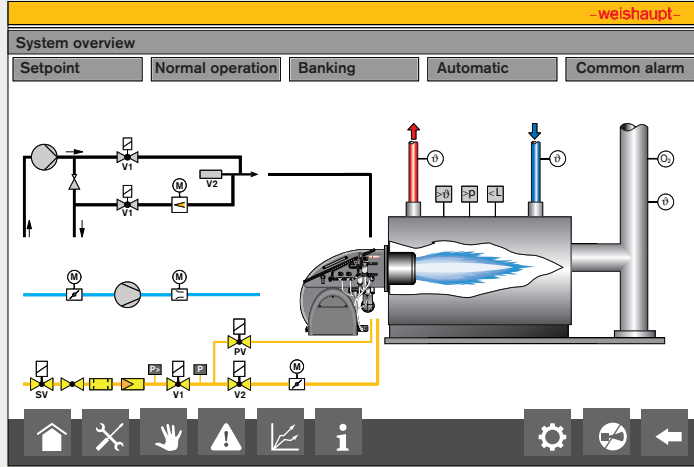 –weishaupt–
System overview
Setpoint Normal operation Banking Automatic Common alarm
V1
V2
M
V1
ϑ
ϑ
O₂
>ϑ >p <L
ϑ
M M
PV
P> P M
SV V1 V2
i